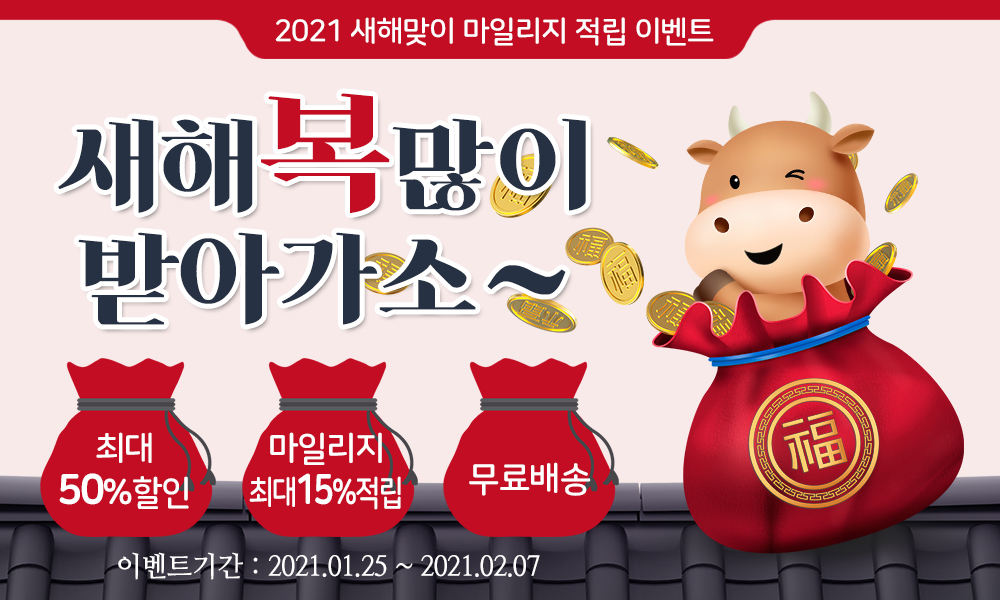 2021 새해맞이 마일리지 적립 이벤트
새해복많이
받아가소~
최대
50%할인
마일리지
최대15%적립
무료배송
福
이벤트기간 : 2021.01.25 ~ 2021.02.07